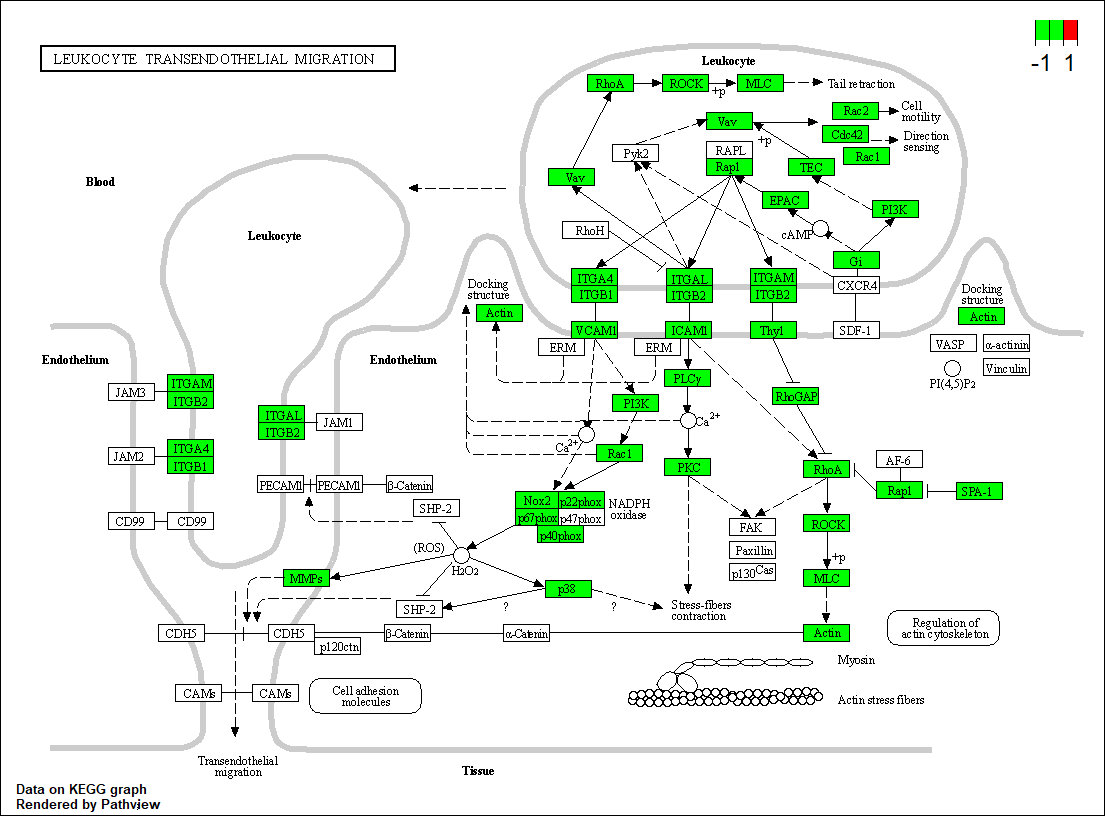 LEUKOCYTE TRANSENDOTHELIAL MIGRATION
-1 1
Leukocyte
RhoA
ROCK
+p
MLC
Tail retraction
Vav
+p
Rac2
Cell
motility
Cdc42
Direction
sensing
Rac1
Pyk2
RAPL
Rap1
TEC
Vav
EPAC
PI3K
cAMP
RhoH
Gi
Blood
Leukocyte
ITGA4
ITGB1
ITGAL
ITGB2
ITGAM
ITGB2
CXCR4
Docking
structure
Actin
Docking
structure
Actin
VCAM1
ICAM1
Thy1
SDF-1
ERM
ERM
VASP
α-actinin
PI(4,5)P2
Vinculin
Endothelium
Endothelium
JAM3
ITGAM
ITGB2
PLCγ
RhoGAP
PI3K
ITGAL
ITGB2
JAM1
Ca2+
Ca2+
JAM2
ITGA4
ITGB1
Rac1
PKC
RhoA
AF-6
Rap1
SPA-1
PECAM1
PECAM1
β-Catenin
SHP-2
Nox2
p22phox
p67phox
p47phox
p40phox
NADPH
oxidase
CD99
CD99
FAK
Paxillin
p130Cas
ROCK
+p
MLC
(ROS)
H2O2
MMPs
p38
SHP-2
?
?
Stress-fibers
contraction
CDH5
CDH5
p120ctn
β-Catenin
α-Catenin
Actin
Regulation of
actin cytoskeleton
Myosin
Actin stress fibers
CAMs
CAMs
Cell adhesion
molecules
Transendothelial
migration
Tissue
Data on KEGG graph
Rendered by Pathview